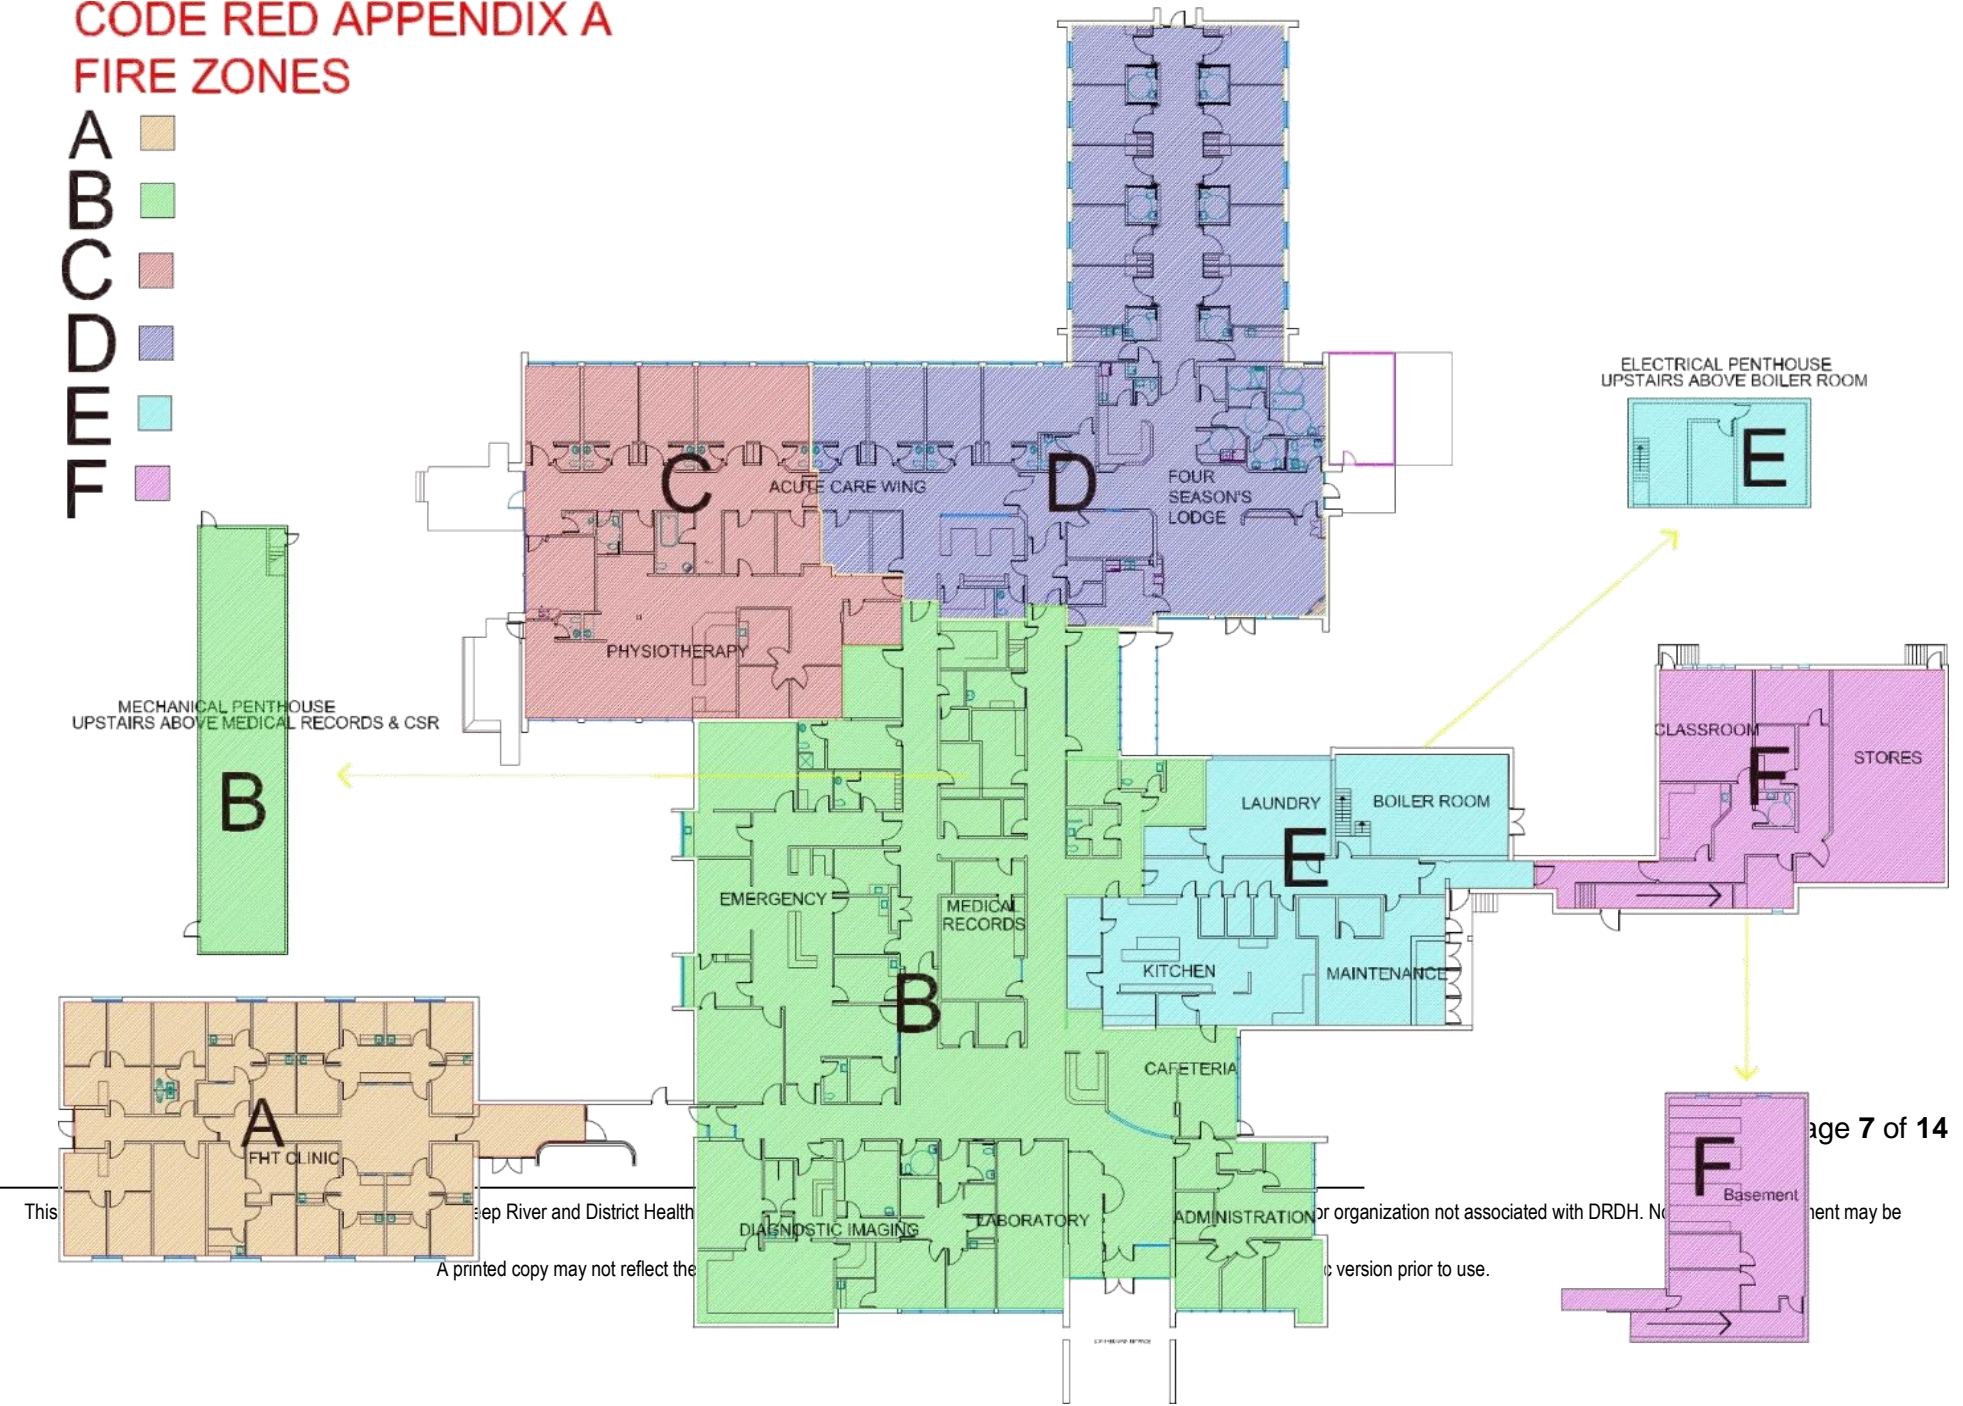 CODE RED APPENDIX A
FIRE ZONES
A
B
C
D
E
F
ELECTRICAL PENTHOUSE
UPSTAIRS ABOVE BOILER ROOM
E
C
ACUTE CARE WING
D
FOUR
SEASON'S
LODGE
PHYSIOTHERAPY
MECHANICAL PENTHOUSE
UPSTAIRS ABOVE MEDICAL RECORDS & CSR
B
CLASSROOM
F
STORES
LAUNDRY
BOILER ROOM
E
EMERGENCY
MEDICAL
RECORDS
KITCHEN
MAINTENANCE
B
CAFETERIA
A
FHT CLINIC
age 7 of 14
F
Basement
This
eep River and District Health
or organization not associated with DRDH. No
ment may be
DIAGNOSTIC IMAGING
LABORATORY
ADMINISTRATION
A printed copy may not reflect the
c version prior to use.